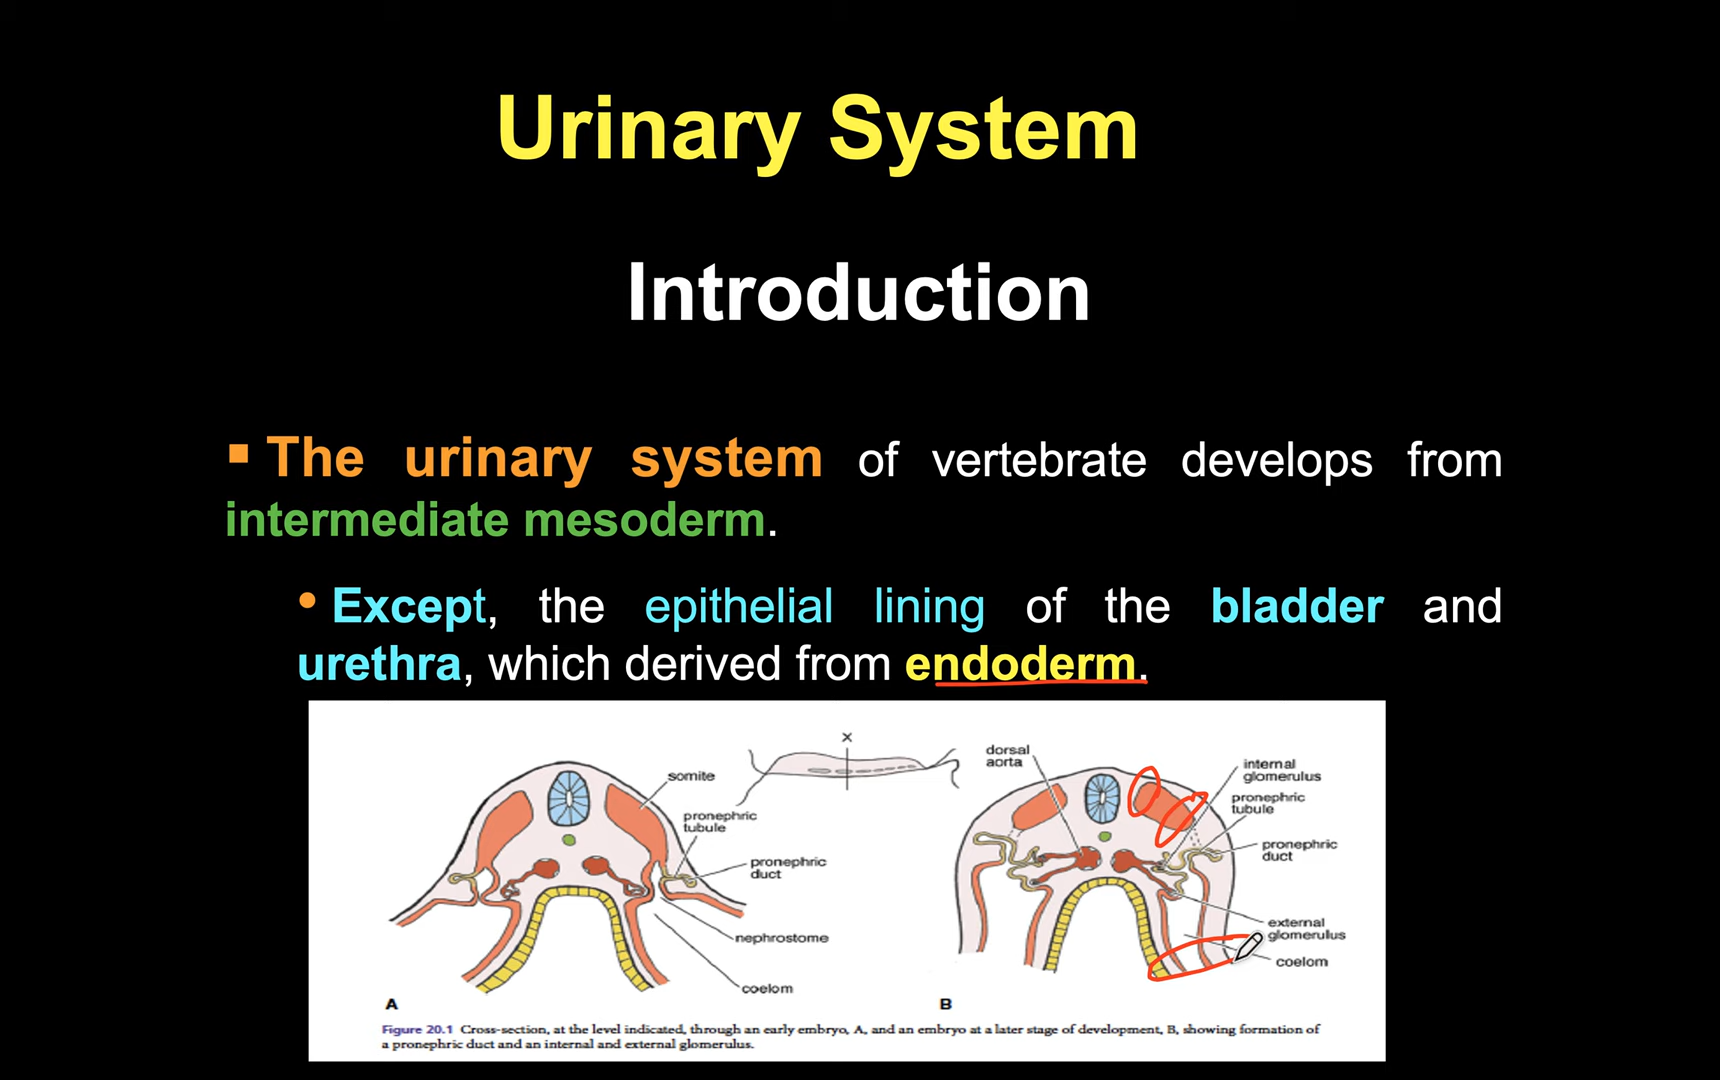 Urinary System
Introduction
▪ The urinary system of vertebrate develops from
intermediate mesoderm.
• Except, the epithelial lining of the bladder and
urethra, which derived from endoderm.
X
somite
pronephric
tubule
pronephric
duct
nephrostome
coelom
A
dorsal
aorta
internal
glomerulus
pronephric
tubule
pronephric
duct
external
glomerulus
coelom
B
Figure 20.1 Cross-section, at the level indicated, through an early embryo, A, and an embryo at a later stage of development, B, showing formation of
a pronephric duct and an internal and external glomerulus.